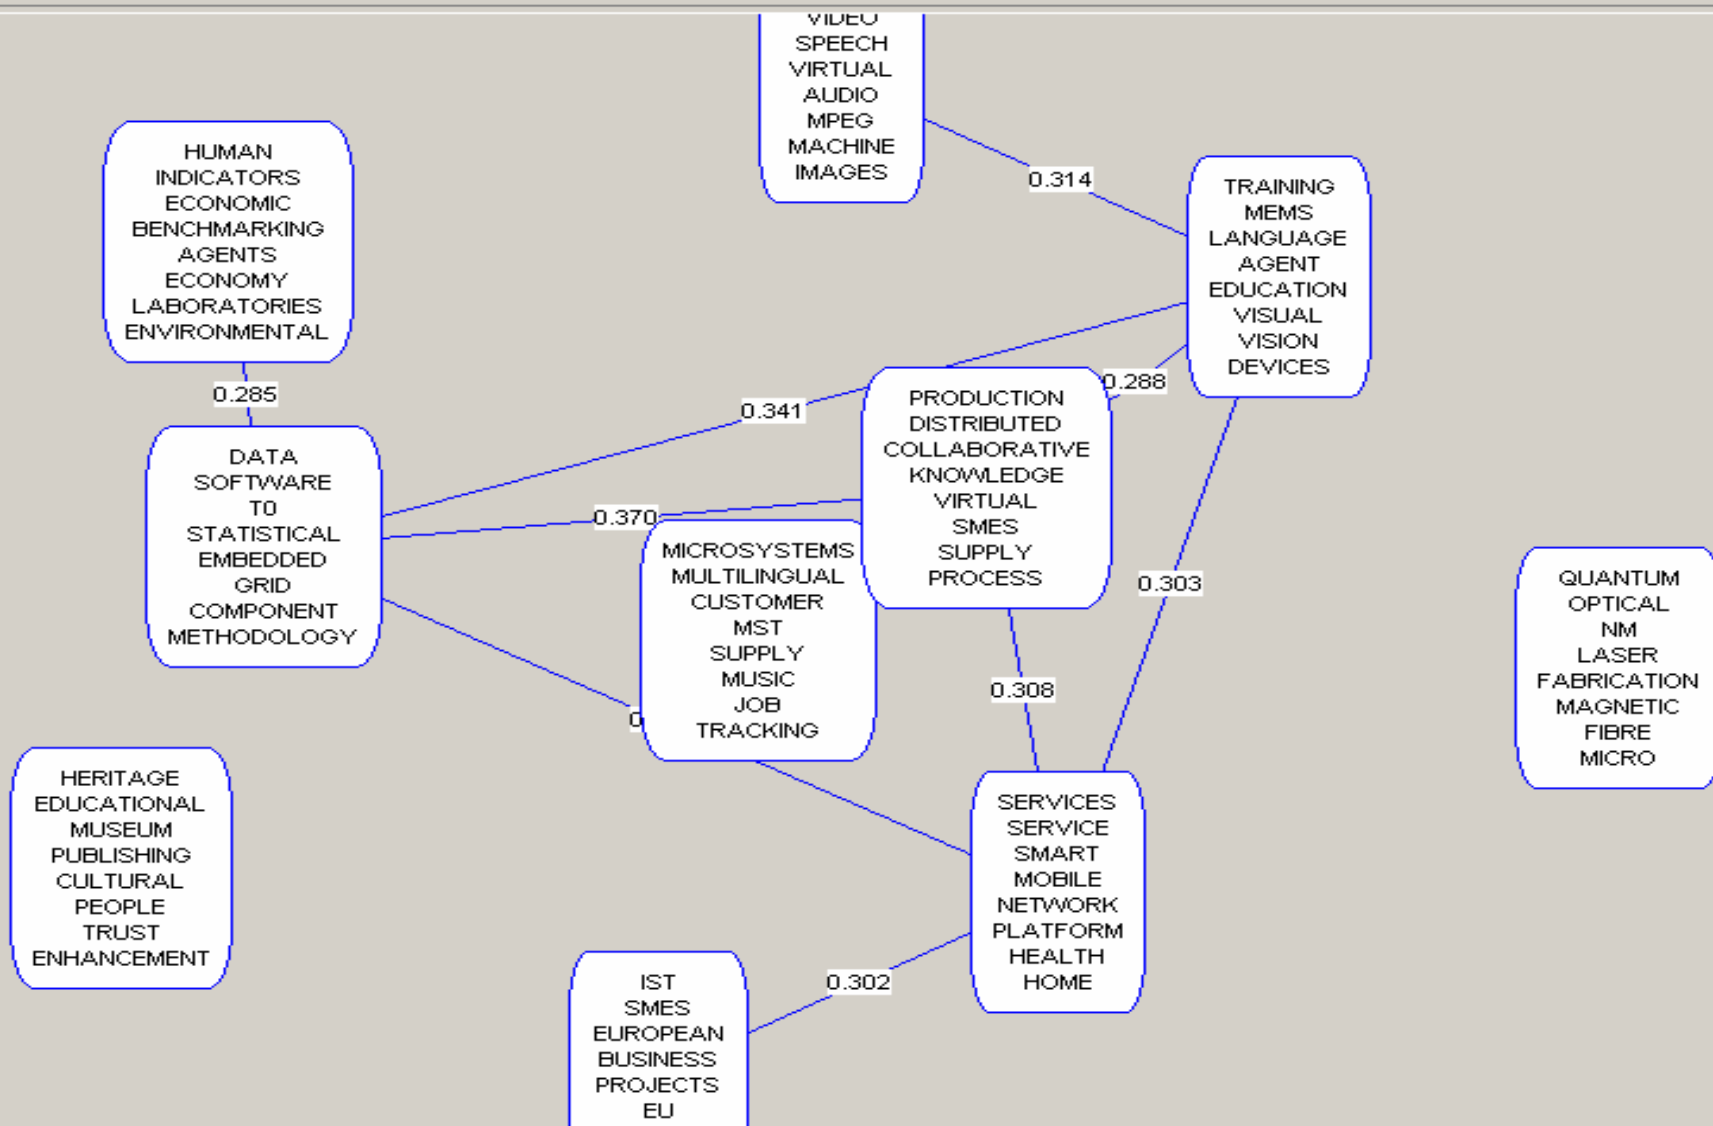 VIDEO
SPEECH
VIRTUAL
AUDIO
MPEG
MACHINE
IMAGES
HUMAN
INDICATORS
ECONOMIC
BENCHMARKING
AGENTS
ECONOMY
LABORATORIES
ENVIRONMENTAL
0.314
TRAINING
MEMS
LANGUAGE
AGENT
EDUCATION
VISUAL
VISION
DEVICES
0.285
0.341
0.288
PRODUCTION
DISTRIBUTED
COLLABORATIVE
KNOWLEDGE
VIRTUAL
SMES
SUPPLY
PROCESS
DATA
SOFTWARE
T0
STATISTICAL
EMBEDDED
GRID
COMPONENT
METHODOLOGY
0.370
MICROSYSTEMS
MULTILINGUAL
CUSTOMER
MST
SUPPLY
MUSIC
JOB
TRACKING
0.303
QUANTUM
OPTICAL
NM
LASER
FABRICATION
MAGNETIC
FIBRE
MICRO
0.308
0
HERITAGE
EDUCATIONAL
MUSEUM
PUBLISHING
CULTURAL
PEOPLE
TRUST
ENHANCEMENT
SERVICES
SERVICE
SMART
MOBILE
NETWORK
PLATFORM
HEALTH
HOME
0.302
IST
SMES
EUROPEAN
BUSINESS
PROJECTS
EU